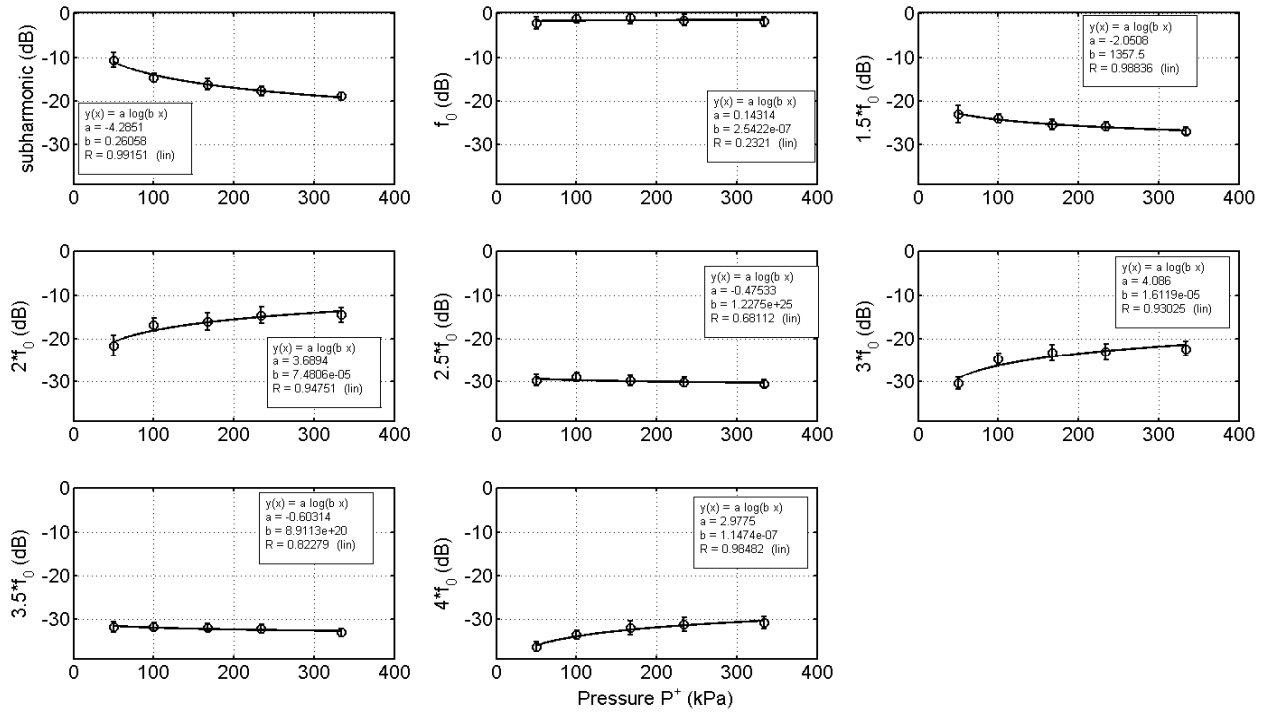 0
-10
-20
-30
subharmonic (dB)
y(x) = a log(b x)
a = -4.2851
b = 0.26058
R = 0.99151 (lin)
0 100 200 300 400
0
-10
-20
-30
f0 (dB)
y(x) = a log(b x)
a = 0.14314
b = 2.5422e-07
R = 0.2321 (lin)
0 100 200 300 400
0
-10
-20
-30
1.5*f0 (dB)
y(x) = a log(b x)
a = -2.0508
b = 1357.5
R = 0.98836 (lin)
0 100 200 300 400
0
-10
-20
-30
2*f0 (dB)
y(x) = a log(b x)
a = 3.6894
b = 7.4806e-05
R = 0.94751 (lin)
0 100 200 300 400
0
-10
-20
-30
2.5*f0 (dB)
y(x) = a log(b x)
a = -0.47533
b = 1.2275e+25
R = 0.68112 (lin)
0 100 200 300 400
0
-10
-20
-30
3*f0 (dB)
y(x) = a log(b x)
a = 4.086
b = 1.6119e-05
R = 0.93025 (lin)
0 100 200 300 400
0
-10
-20
-30
3.5*f0 (dB)
y(x) = a log(b x)
a = -0.60314
b = 8.9113e+20
R = 0.82279 (lin)
0 100 200 300 400
0
-10
-20
-30
4*f0 (dB)
y(x) = a log(b x)
a = 2.9775
b = 1.1474e-07
R = 0.98482 (lin)
0 100 200 300 400
Pressure P+ (kPa)